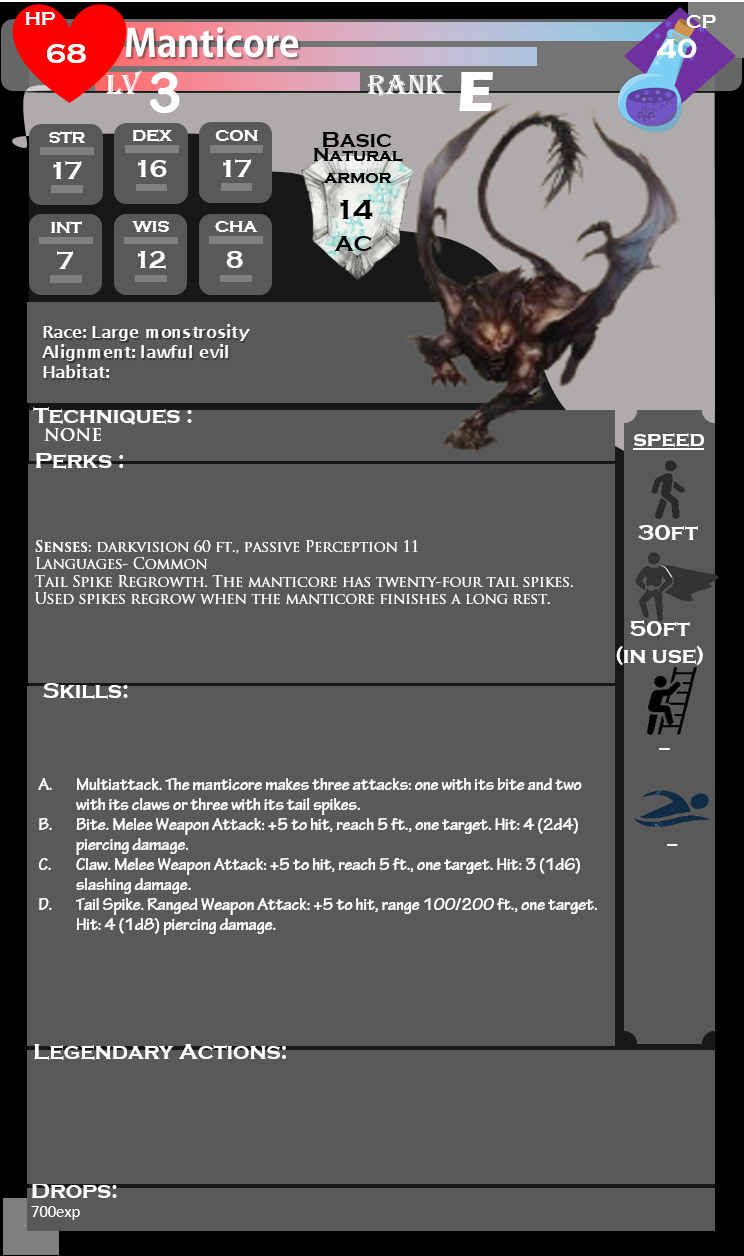 HP
68
Manticore
CP
40
LV 3
RANK E
STR
17
DEX
16
CON
17
INT
7
WIS
12
CHA
8
Basic
Natural
armor
14
AC
Race: Large monstrosity
Alignment: lawful evil
Habitat:
Techniques :
none
Perks :
Senses: darkvision 60 ft., passive Perception 11
Languages- Common
Tail Spike Regrowth. The manticore has twenty-four tail spikes.
Used spikes regrow when the manticore finishes a long rest.
Skills:
A. Multiattack. The manticore makes three attacks: one with its bite and two
with its claws or three with its tail spikes.
B. Bite. Melee Weapon Attack: +5 to hit, reach 5 ft., one target. Hit: 4 (2d4)
piercing damage.
C. Claw. Melee Weapon Attack: +5 to hit, reach 5 ft., one target. Hit: 3 (1d6)
slashing damage.
D. Tail Spike. Ranged Weapon Attack: +5 to hit, range 100/200 ft., one target.
Hit: 4 (1d8) piercing damage.
speed
30ft
50ft
(in use)
–
–
Legendary Actions:
Drops:
700exp